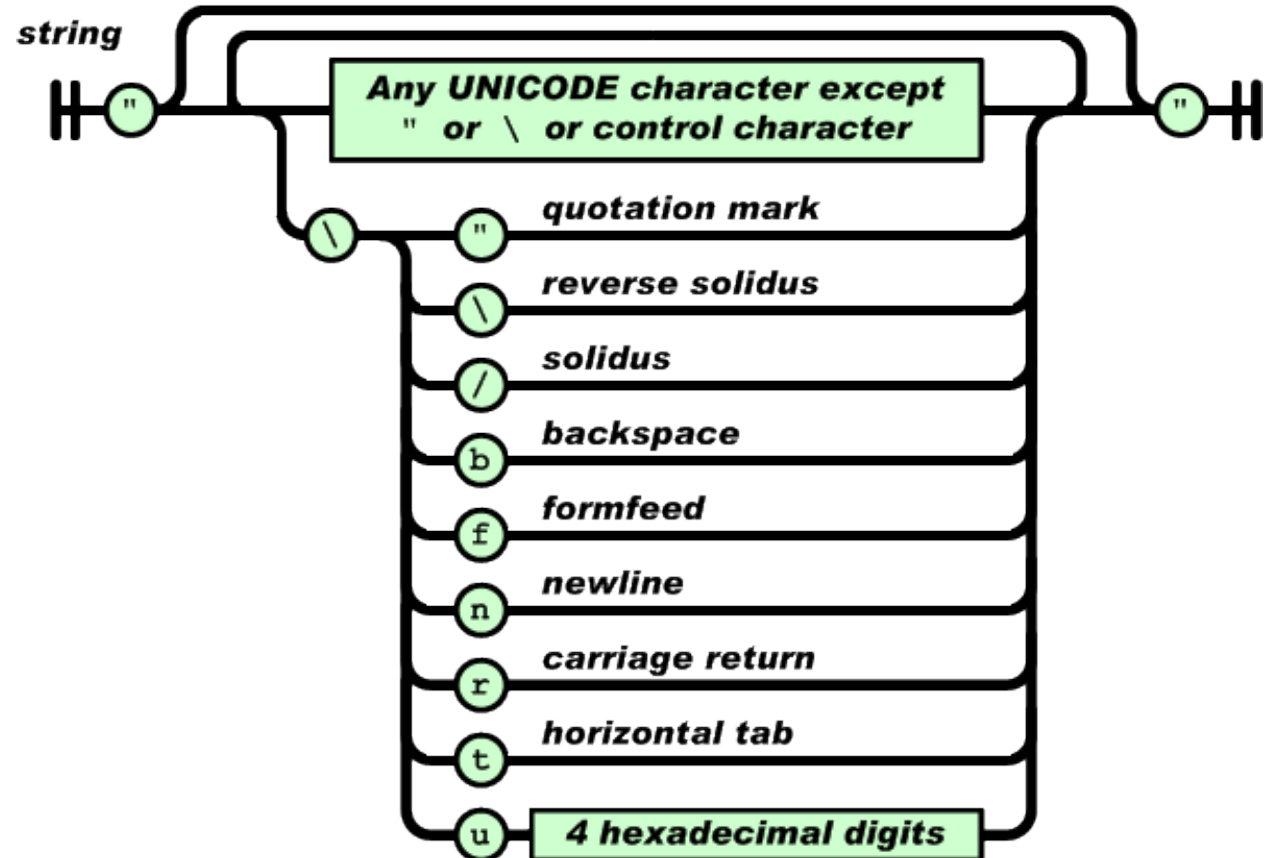 string
"
Any UNICODE character except
" or \ or control character
"
\
"
quotation mark
\
reverse solidus
/
solidus
b
backspace
f
formfeed
n
newline
r
carriage return
t
horizontal tab
u
4 hexadecimal digits